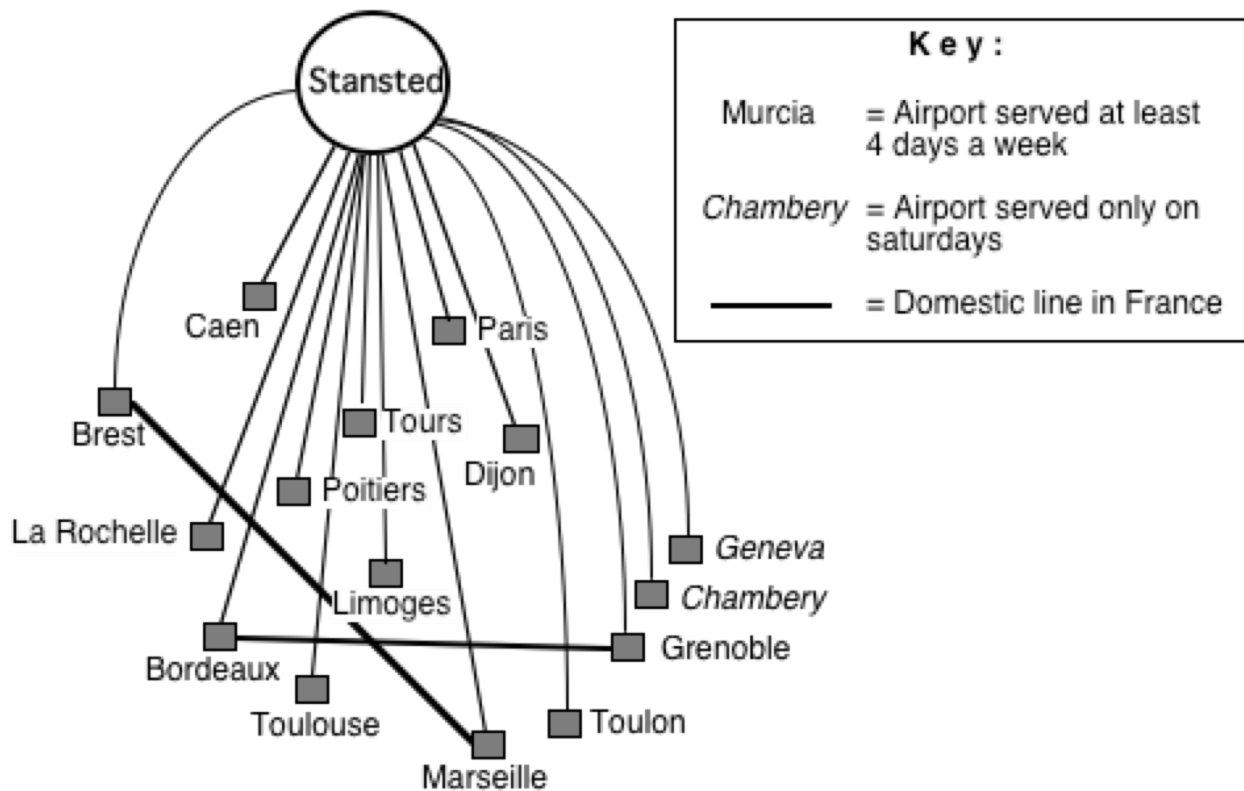 Stansted
Key:
Murcia = Airport served at least
4 days a week
Chambery = Airport served only on
saturdays
= Domestic line in France
Caen
Paris
Brest
Tours
Dijon
Poitiers
La Rochelle
Geneva
Limoges
Chambery
Bordeaux
Grenoble
Toulouse
Toulon
Marseille